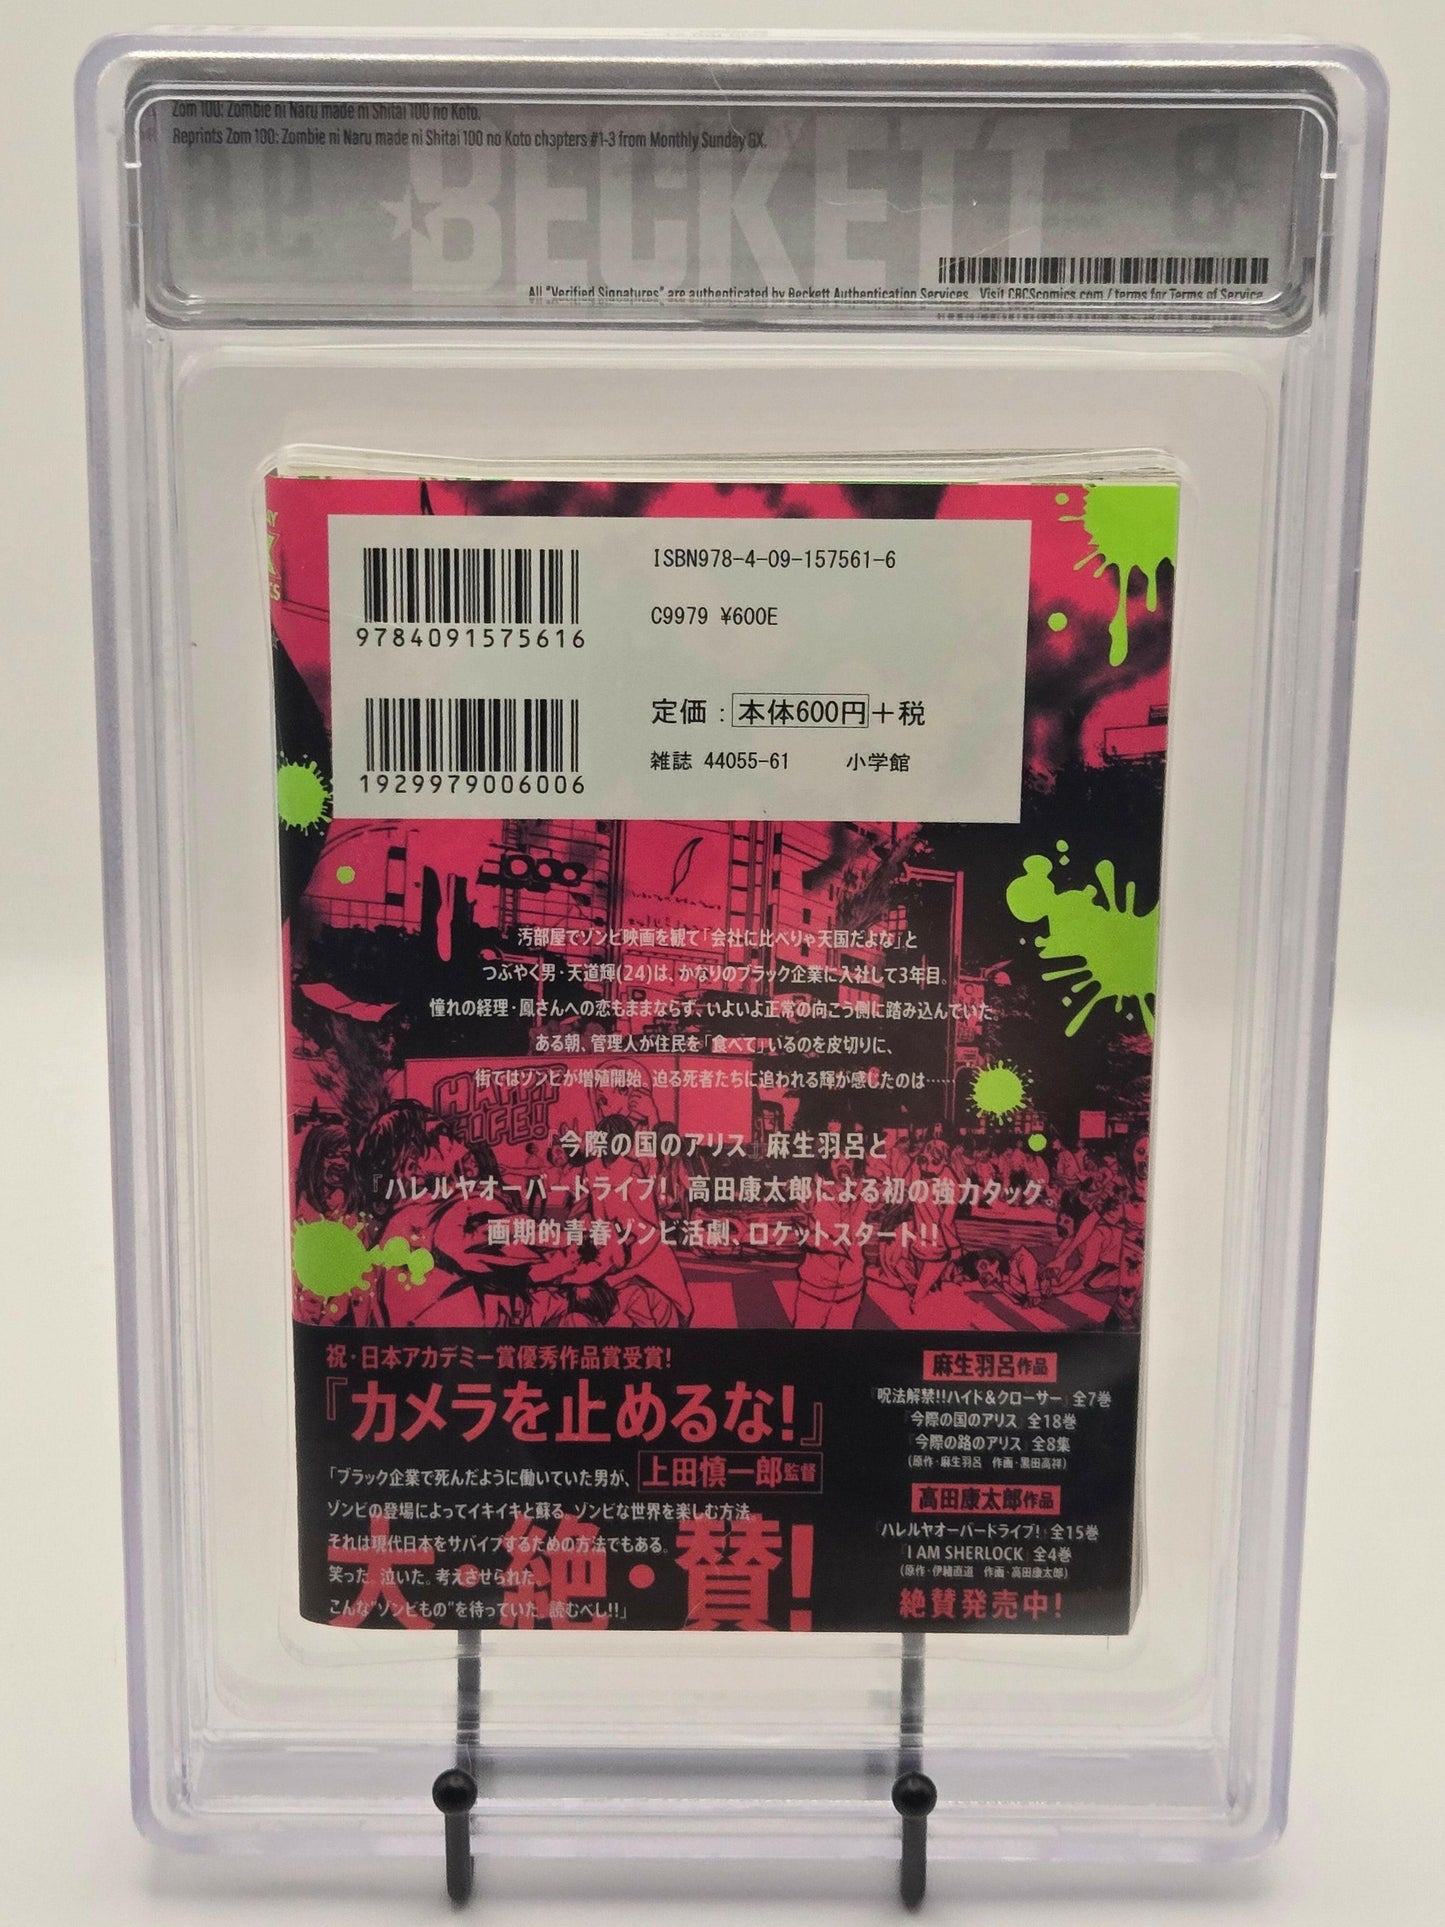 Zom 100: Zombie ni Naru made ni Shitai 100 no Koto.
Reprints Zom 100: Zombie ni Naru made ni Shitai 100 no Koto chapters #1-3 from Monthly Sunday GX.
BECKETT
All "Verified Signatures" are authenticated by Beckett Authentication Services. Visit CBCScomics.com / terms for Terms of Service
ISBN978-4-09-157561-6
9784091575616
C9979 ¥600E
定価：本体600円＋税
雑誌 44055-61 小学館
1929979006006
汚部屋でゾンビ映画を観て「会社に比べりゃ天国だよな」と
つぶやく男・天道輝(24)は、かなりのブラック企業に入社して3年目。
憧れの経理・鳳さんへの恋もままならず、いよいよ正常の向こう側に踏み込んでいた。
ある朝、管理人が住民を「食べて」いるのを皮切りに、
街ではゾンビが増殖開始。迫る死者たちに追われる輝が感じたのは……
HAPPY
LIFE!
『今際の国のアリス』麻生羽呂と
『ハレルヤオーバードライブ！』高田康太郎による初の強力タッグ。
画期的青春ゾンビ活劇、ロケットスタート!!
祝・日本アカデミー賞優秀作品賞受賞!
『カメラを止めるな!』
上田慎一郎監督
「ブラック企業で死んだように働いていた男が、
ゾンビの登場によってイキイキと蘇る。ゾンビな世界を楽しむ方法。
それは現代日本をサバイブするための方法でもある。
笑った。泣いた。考えさせられた。
こんな"ゾンビもの"を待っていた。読むべし!!」
大・絶・賛!
麻生羽呂作品
『呪法解禁!!ハイド&クローサー』全7巻
『今際の国のアリス』全18巻
『今際の路のアリス』全8集
(原作・麻生羽呂 作画・黒田高祥)
高田康太郎作品
『ハレルヤオーバードライブ!』全15巻
『I AM SHERLOCK』全4巻
(原作・伊緒直道 作画・高田康太郎)
絶賛発売中!